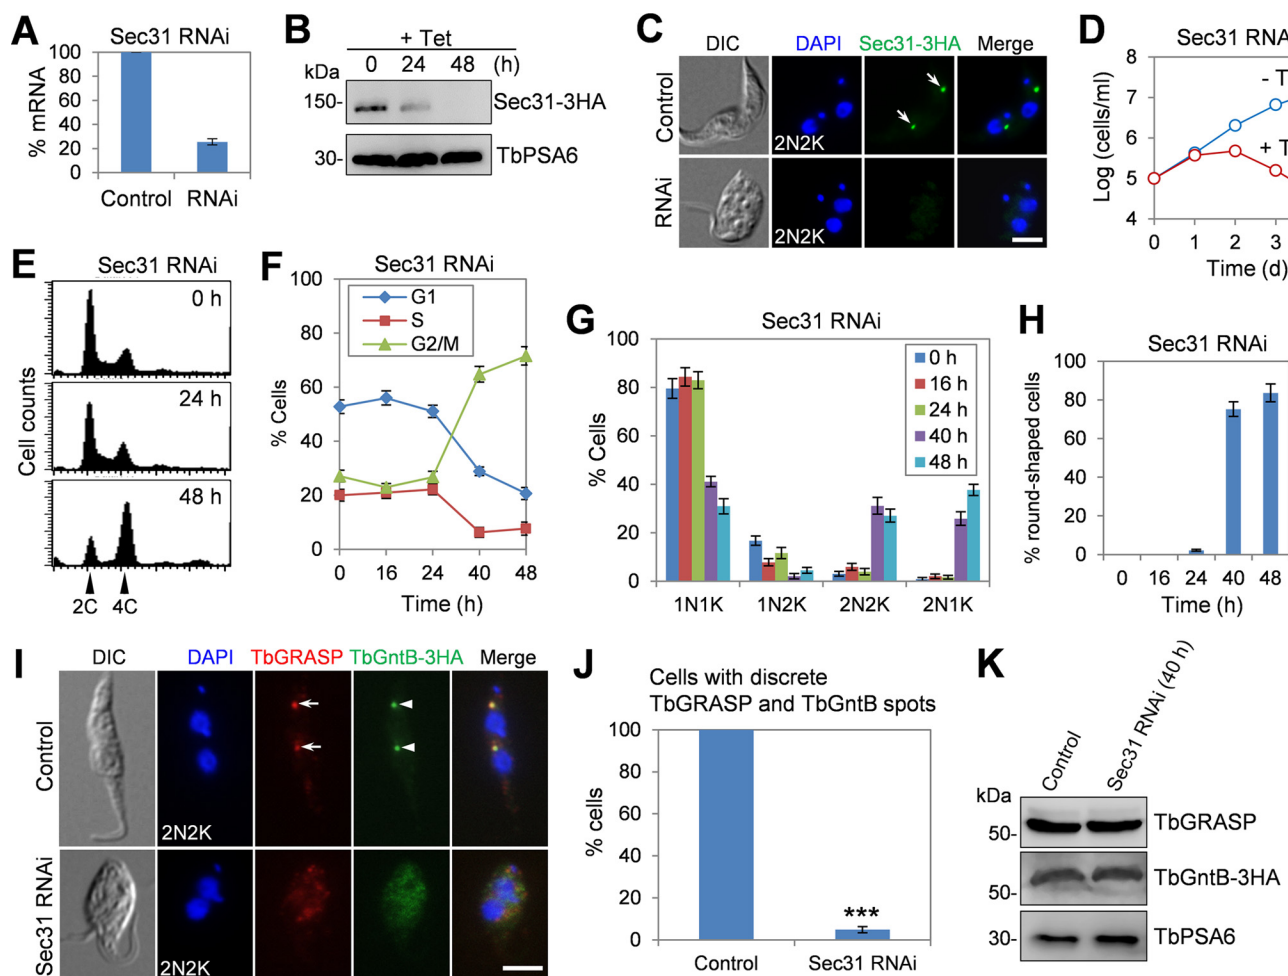 A
Sec31 RNAi
% mRNA
100
80
60
40
20
0
Control RNAi
B
+ Tet
kDa 0 24 48 (h)
150- Sec31-3HA
30- TbPSA6
C
DIC DAPI Sec31-3HA Merge
Control
2N2K
RNAi
2N2K
D
Sec31 RNA
Log (cells/ml)
8
7
6
5
4
- T
+ T
0 1 2 3
Time (d)
E
Sec31 RNAi
Cell counts
0 h
24 h
48 h
2C 4C
F
Sec31 RNAi
% Cells
100
80
60
40
20
0
G1
S
G2/M
0 16 24 40 48
Time (h)
G
Sec31 RNAi
% Cells
100
80
60
40
20
0
0 h
16 h
24 h
40 h
48 h
1N1K 1N2K 2N2K 2N1K
H
Sec31 RNAi
% round-shaped cells
100
80
60
40
20
0
0 16 24 40 48
Time (h)
I
DIC DAPI TbGRASP TbGntB-3HA Merge
Control
2N2K
Sec31 RNAi
2N2K
J
Cells with discrete
TbGRASP and TbGntB spots
% cells
100
80
60
40
20
0
***
Control Sec31 RNAi
K
Control
Sec31 RNAi (40 h)
kDa
50- TbGRASP
50- TbGntB-3HA
30- TbPSA6